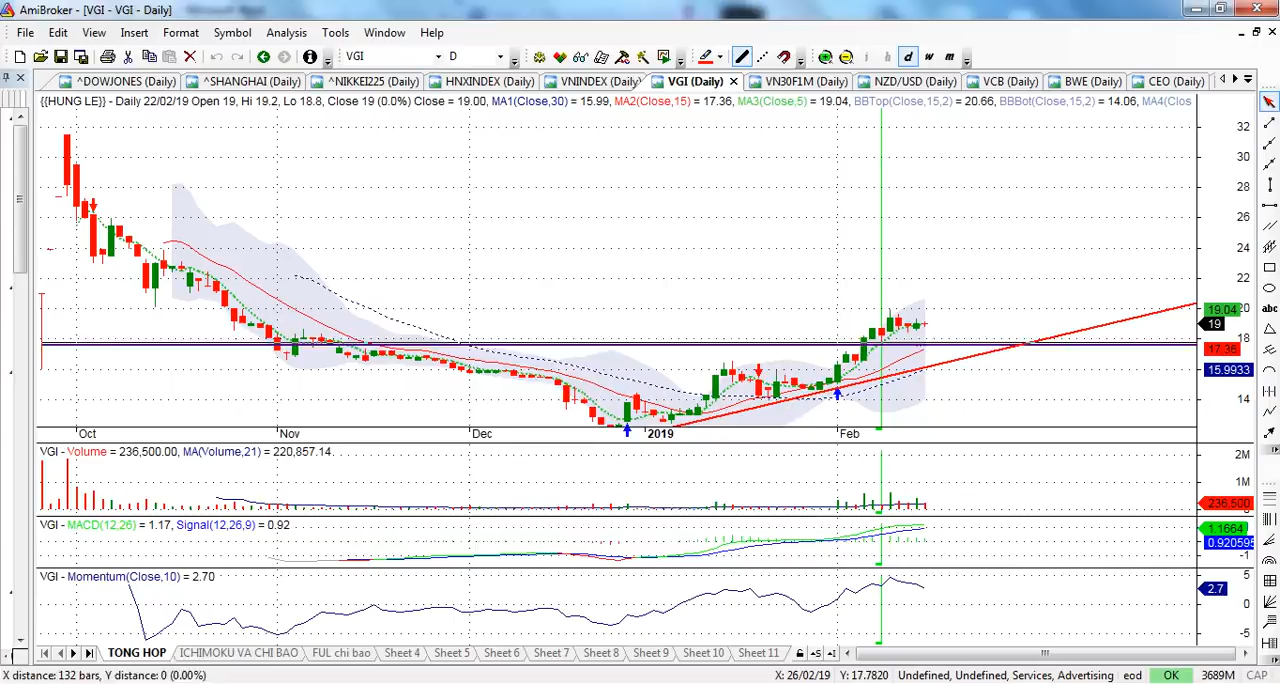 AmiBroker - [VGI - VGI - Daily]
File Edit View Insert Format Symbol Analysis Tools Window Help
VGI D i h d w m
^DOWJONES (Daily) ^SHANGHAI (Daily) ^NIKKEI225 (Daily) HNXINDEX (Daily) VNINDEX (Daily) VGI (Daily) VN30F1M (Daily) NZD/USD (Daily) VCB (Daily) BWE (Daily) CEO (Daily)
{{HUNG LE}} - Daily 22/02/19 Open 19, Hi 19.2, Lo 18.8, Close 19 (0.0%) Close = 19.00, MA1(Close,30) = 15.99, MA2(Close,15) = 17.36, MA3(Close,5) = 19.04, BBTop(Close,15,2) = 20.66, BBBot(Close,15,2) = 14.06, MA4(Clos
32
30
28
26
24
22
20
19.04
19
18
17.36
15.9933
14
abc
Oct Nov Dec 2019 Feb
VGI - Volume = 236,500.00, MA(Volume,21) = 220,857.14
2M
1M
236,500
VGI - MACD(12,26) = 1.17, Signal(12,26,9) = 0.92
1.1664
0.920595
-1
VGI - Momentum(Close,10) = 2.70
5
2.7
0
-5
TONG HOP ICHIMOKU VA CHI BAO FUL chi bao Sheet 4 Sheet 5 Sheet 6 Sheet 7 Sheet 8 Sheet 9 Sheet 10 Sheet 11
X distance: 132 bars, Y distance: 0 (0.00%) X: 26/02/19 Y: 17.7820 Undefined, Undefined, Services, Advertising eod OK 3689M CAP